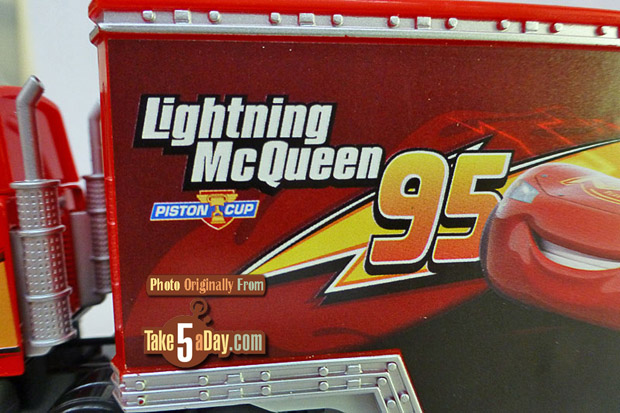 Lightning
McQueen
95
PISTON CUP
Photo Originally From
Take5aDay.com